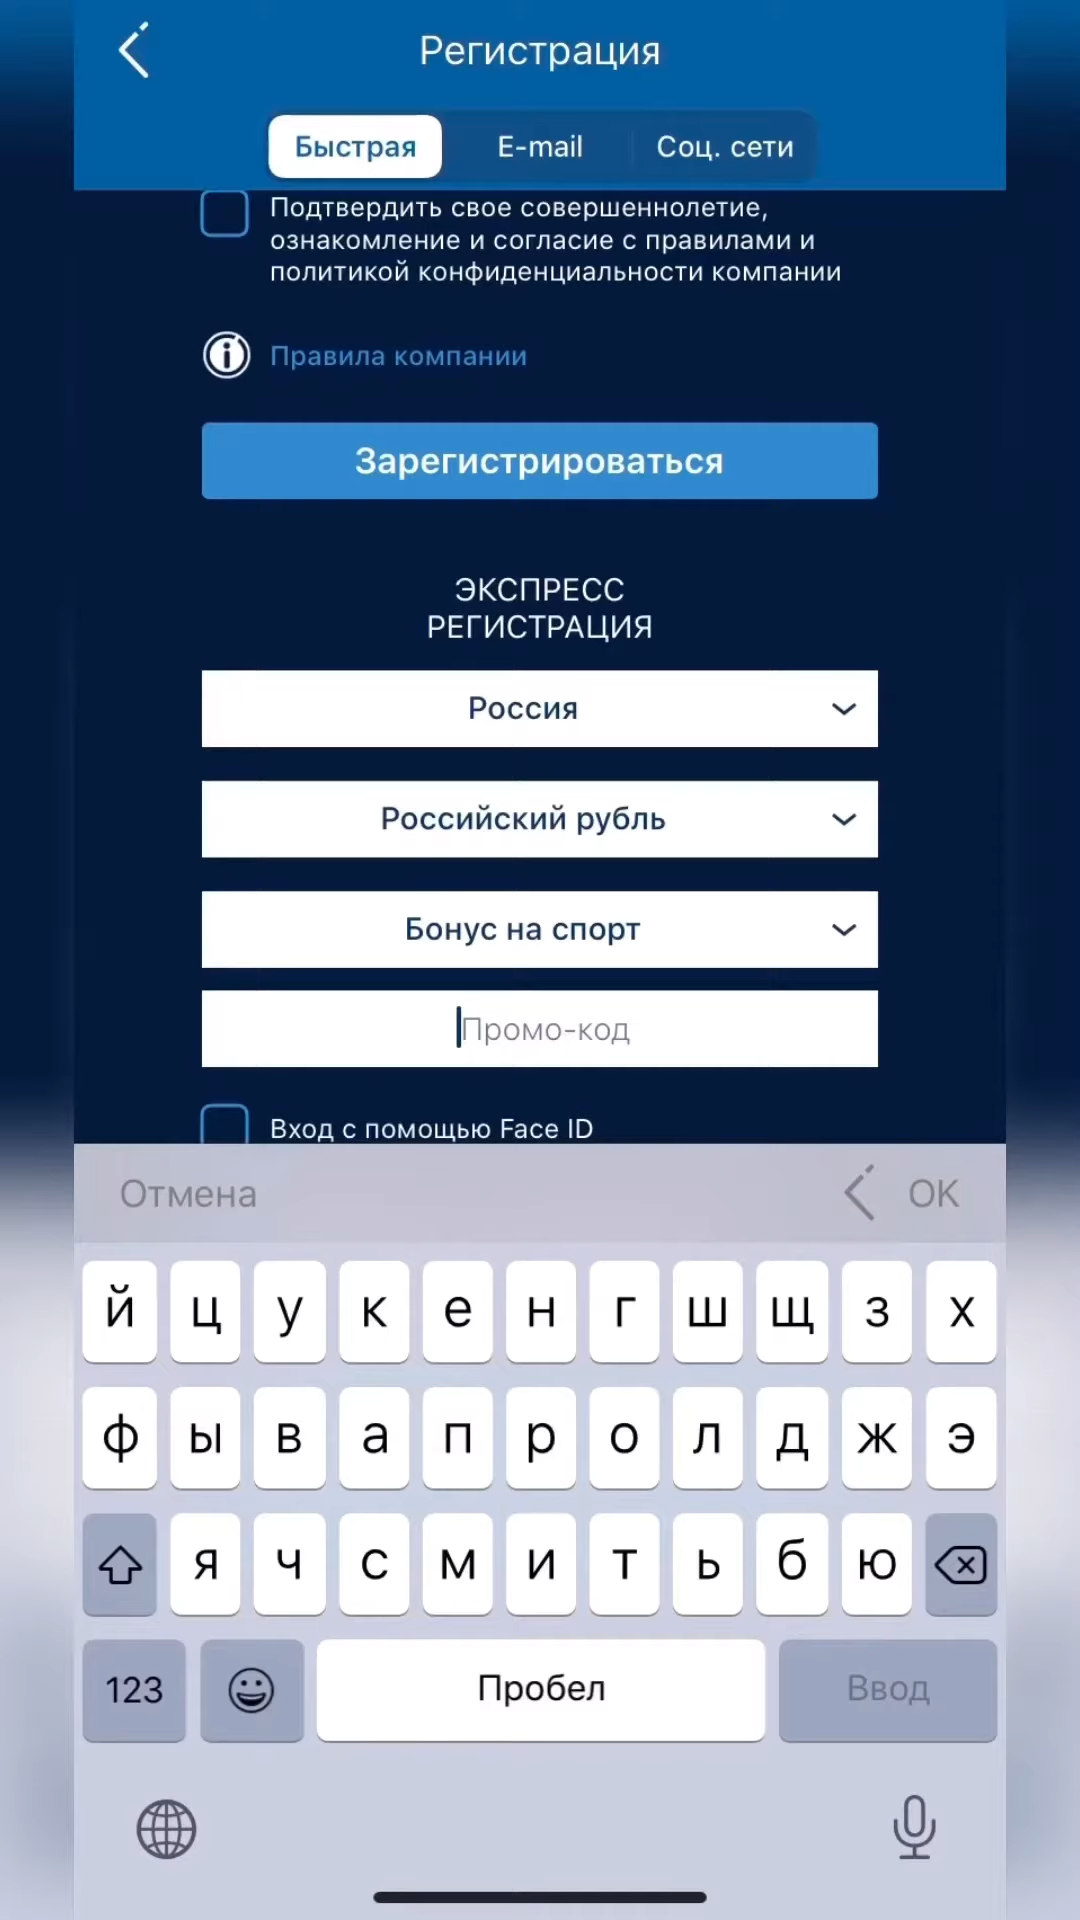 Регистрация
Быстрая E-mail Соц. сети
Подтвердить свое совершеннолетие,
ознакомление и согласие с правилами и
политикой конфиденциальности компании
Правила компании
Зарегистрироваться
ЭКСПРЕСС
РЕГИСТРАЦИЯ
Россия
Российский рубль
Бонус на спорт
Промо-код
Вход с помощью Face ID
Отмена OK
й ц у к е н г ш щ з х
ф ы в а п р о л д ж э
я ч с м и т ь б ю
123 Пробел Ввод